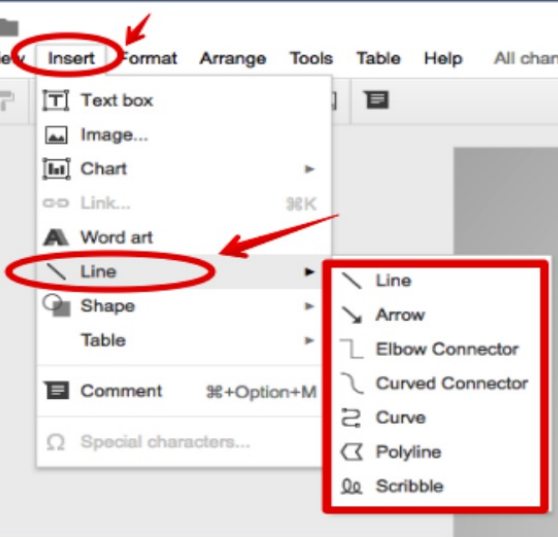 Insert Format Arrange Tools Table Help All
Text box
Image...
Chart
Link... ⌘K
Word art
Line
Shape
Table
Comment ⌘+Option+M
Ω Special characters...
Line
Arrow
Elbow Connector
Curved Connector
Curve
Polyline
Scribble